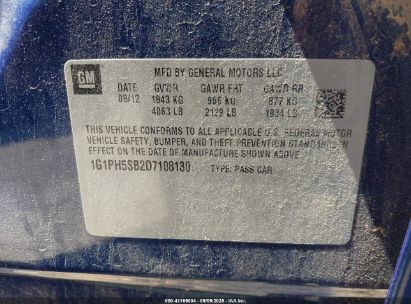 GM
MFD BY GENERAL MOTORS LLC
DATE GVWR GAWR FRT GAWR RR
09/12 1843 KG 966 KG 877 KG
4063 LB 2129 LB 1934 LB
THIS VEHICLE CONFORMS TO ALL APPLICABLE U.S. FEDERAL MOTOR
VEHICLE SAFETY, BUMPER, AND THEFT PREVENTION STANDARDS IN
EFFECT ON THE DATE OF MANUFACTURE SHOWN ABOVE.
1G1PH5SB2D7108130 TYPE: PASS CAR